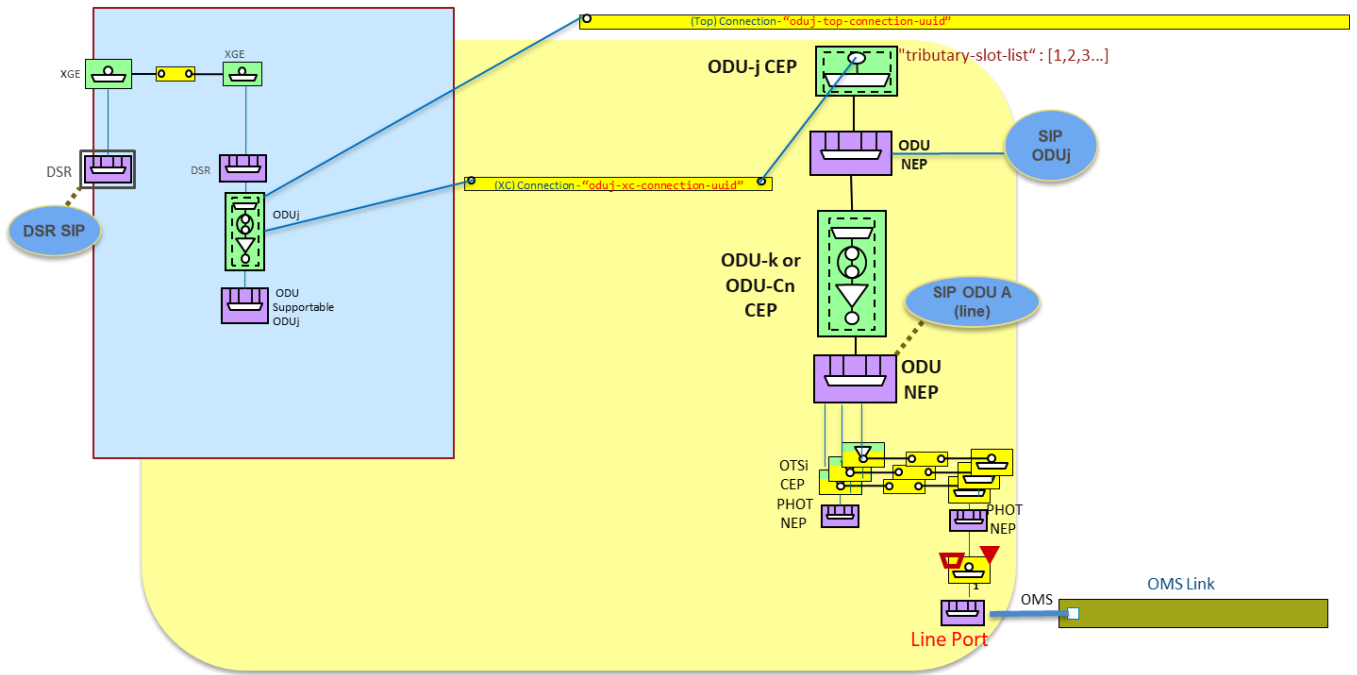 (Top) Connection- “oduj-top-connection-uuid”
XGE
XGE
ODU-j CEP
"tributary-slot-list“ : [1,2,3...]
DSR
DSR
ODU
NEP
SIP
ODUj
(XC) Connection- “oduj-xc-connection-uuid”
DSR SIP
ODUj
ODU-k or
ODU-Cn
CEP
ODU
Supportable
ODUj
SIP ODU A
(line)
ODU
NEP
OTSi
CEP
PHOT
NEP
PHOT
NEP
1
OMS
OMS Link
Line Port